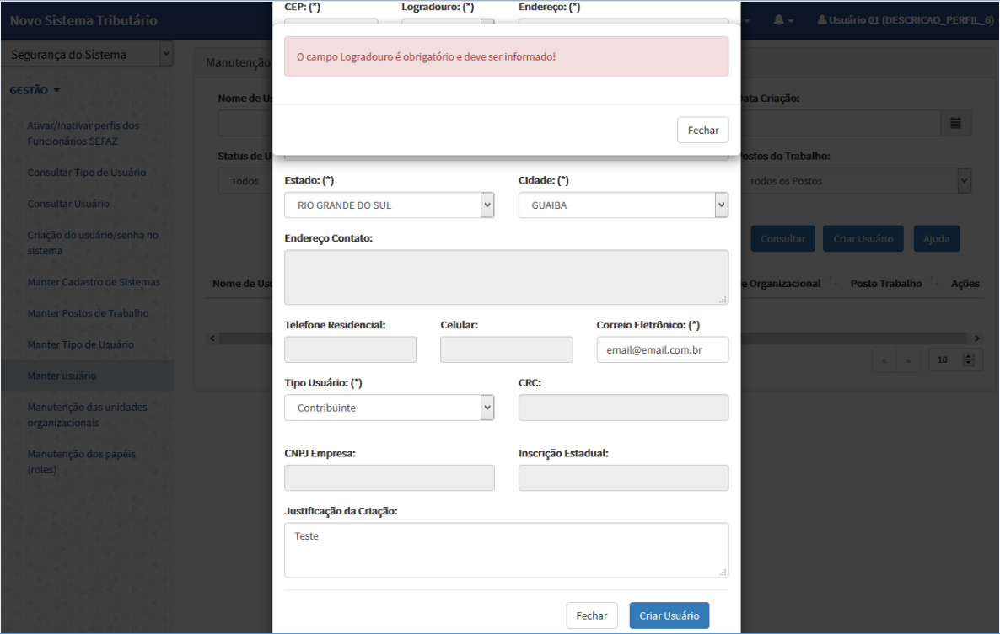 Novo Sistema Tributário
Usuário 01 (DESCRICAO_PERFIL_6)
Segurança do Sistema
GESTÃO
Ativar/Inativar perfis dos
Funcionários SEFAZ
Consultar Tipo de Usuário
Consultar Usuário
Criação do usuário/senha no
sistema
Manter Cadastro de Sistemas
Manter Postos de Trabalho
Manter Tipo de Usuário
Manter usuário
Manutenção das unidades
organizacionais
Manutenção dos papéis
(roles)
Manutenção
Nome de Us
ata Criação:
Status de U
Postos do Trabalho:
Todos
Todos os Postos
Consultar
Criar Usuário
Ajuda
Nome de Usu
e Organizacional
Posto Trabalho
Ações
«
»
10
CEP: (*)
Logradouro: (*)
Endereço: (*)
O campo Logradouro é obrigatório e deve ser informado!
Fechar
Estado: (*)
Cidade: (*)
RIO GRANDE DO SUL
GUAIBA
Endereço Contato:
Telefone Residencial:
Celular:
Correio Eletrônico: (*)
email@email.com.br
Tipo Usuário: (*)
CRC:
Contribuinte
CNPJ Empresa:
Inscrição Estadual:
Justificação da Criação:
Teste
Fechar
Criar Usuário